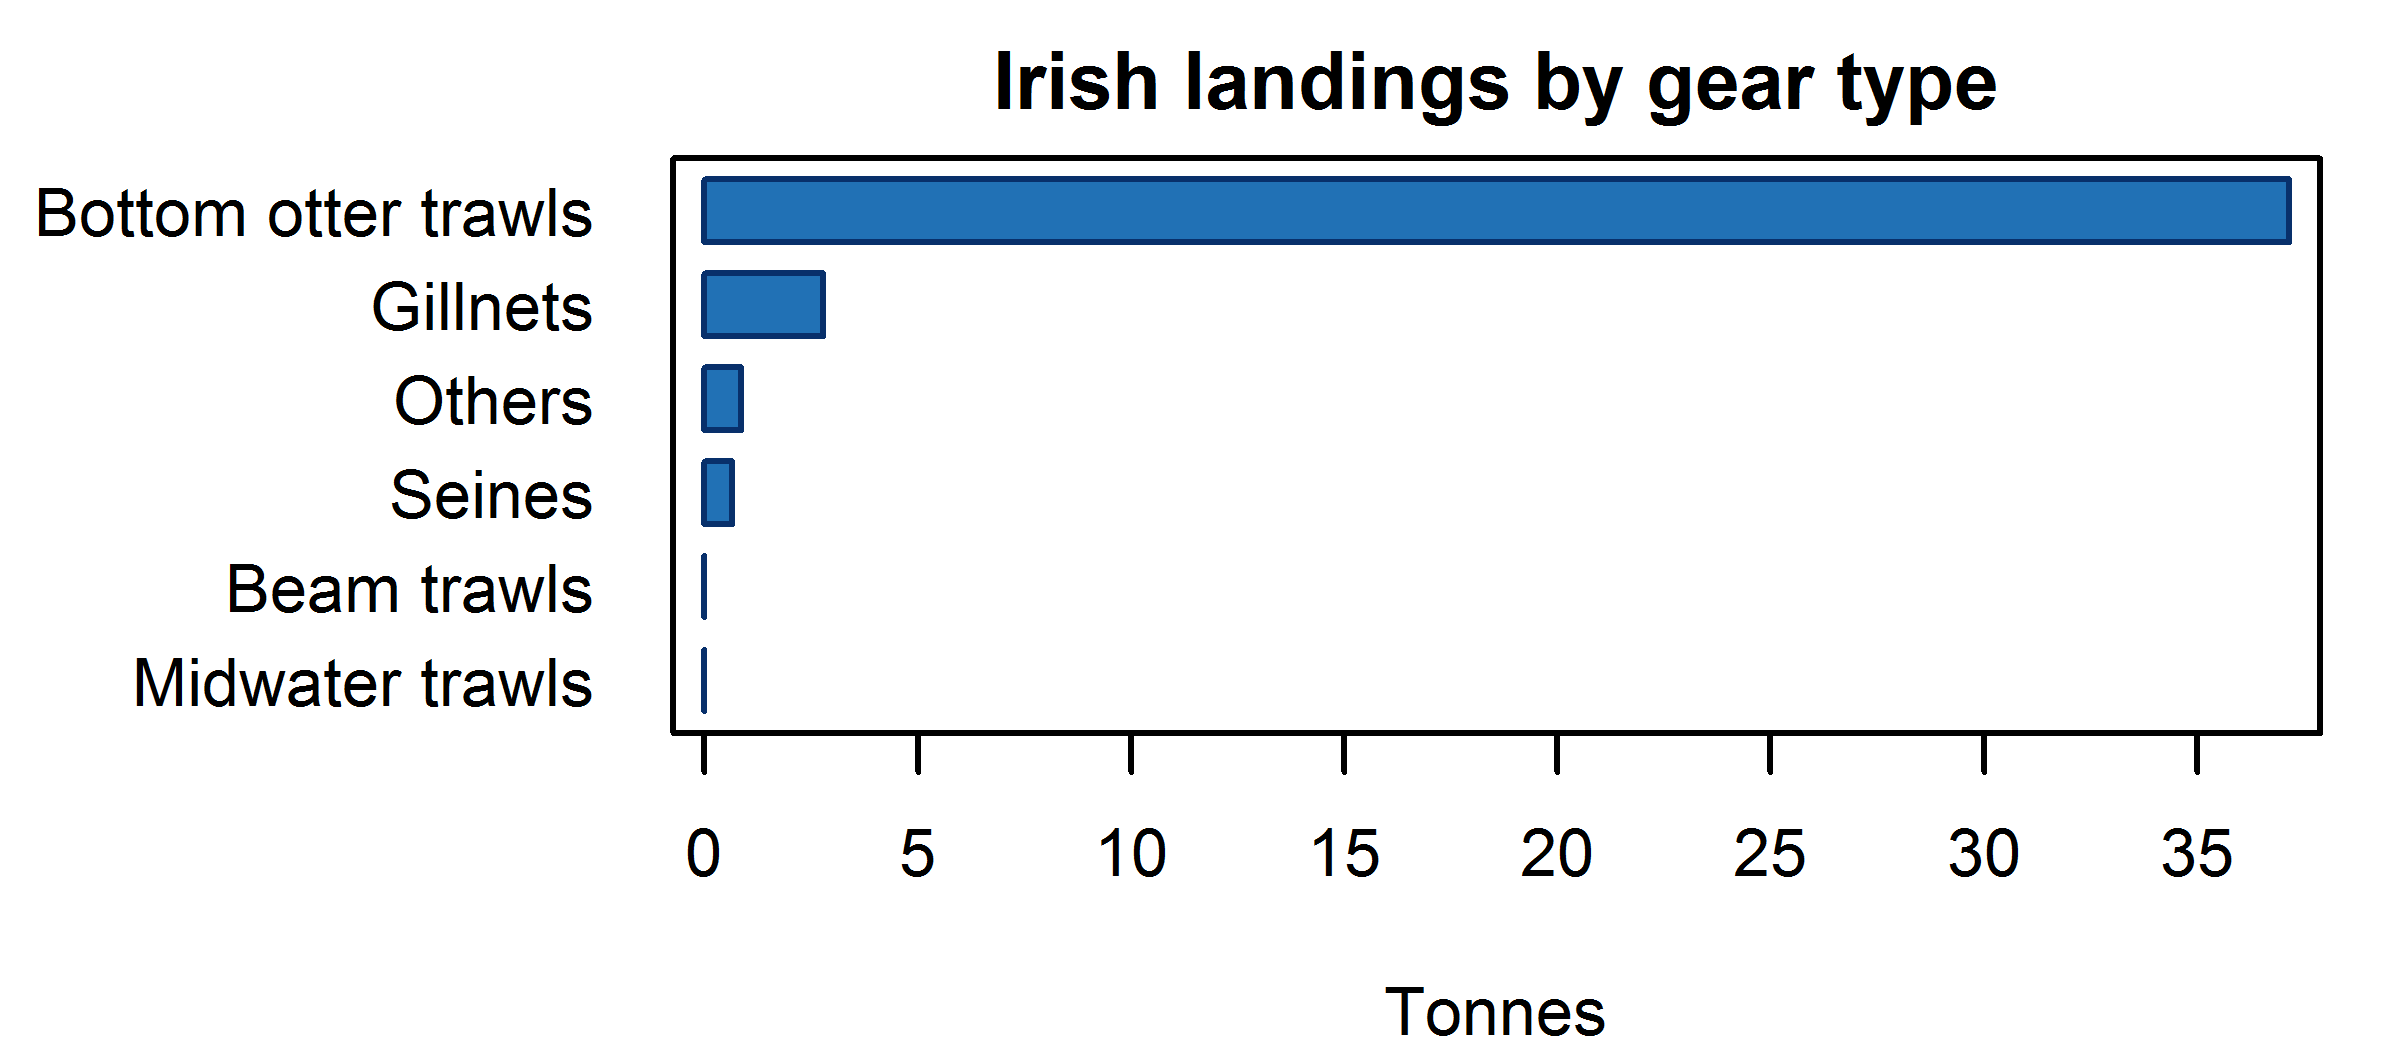 Irish landings by gear type
Bottom otter trawls
Gillnets
Others
Seines
Beam trawls
Midwater trawls
0 5 10 15 20 25 30 35
Tonnes